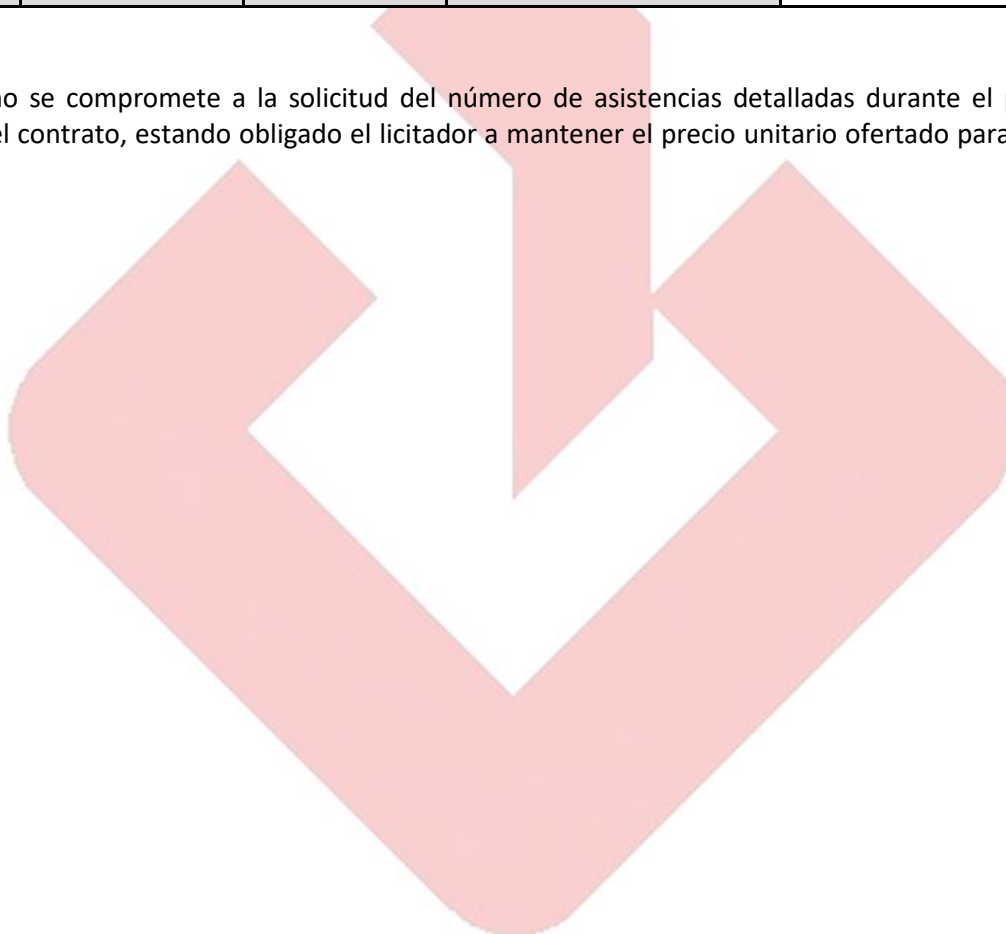 no se compromete a la solicitud del número de asistencias detalladas durante el
el contrato, estando obligado el licitador a mantener el precio unitario ofertado para